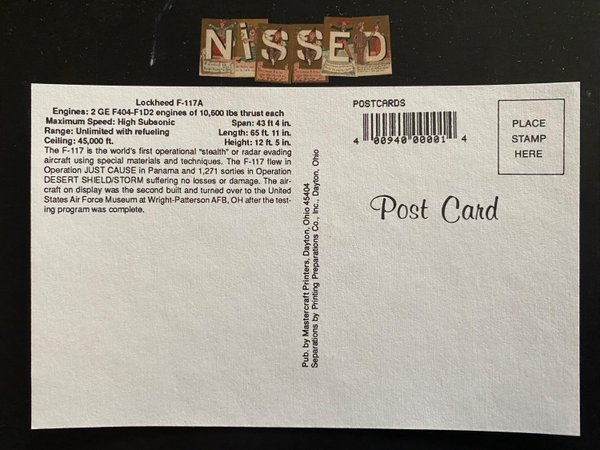 NiSSED
Lockheed F-117A
Engines: 2 GE F404-F1D2 engines of 10,600 lbs thrust each
Maximum Speed: High Subsonic Span: 43 ft 4 in.
Range: Unlimited with refueling Length: 65 ft. 11 in.
Ceiling: 45,000 ft. Height: 12 ft. 5 in.
The F-117 is the world's first operational "stealth" or radar evading
aircraft using special materials and techniques. The F-117 flew in
Operation JUST CAUSE in Panama and 1,271 sorties in Operation
DESERT SHIELD/STORM suffering no losses or damage. The air-
craft on display was the second built and turned over to the United
States Air Force Museum at Wright-Patterson AFB, OH after the test-
ing program was complete.
Pub. by Mastercraft Printers, Dayton, Ohio 45404
Separations by Printing Preparations Co., Inc., Dayton, Ohio
POSTCARDS
4 00940 00001 4
PLACE
STAMP
HERE
Post Card